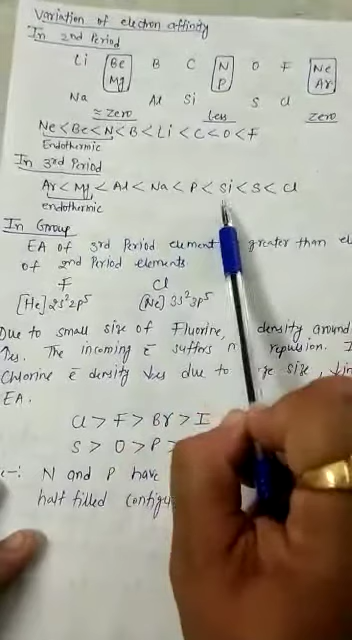 Variation of electron affinity
In 2nd Period
Li Be B C N O F Ne
Na Mg Al Si P S Cl Ar
≈ Zero Less Zero
Ne < Be < N < B < Li < C < O < F
Endothermic
In 3rd Period
Ar < Mg < Al < Na < P < Si < S < Cl
endothermic
In Group
EA of 3rd Period element greater than
of 2nd Period elements
F Cl
[He] 2s² 2p⁵ [Ne] 3s² 3p⁵
Due to small size of Fluorine, density around
↑es. The incoming ē suffers repulsion.
Chlorine ē density ↓es due to size,
EA.
Cl > F > Br > I
S > O > P >
N and P have
half filled